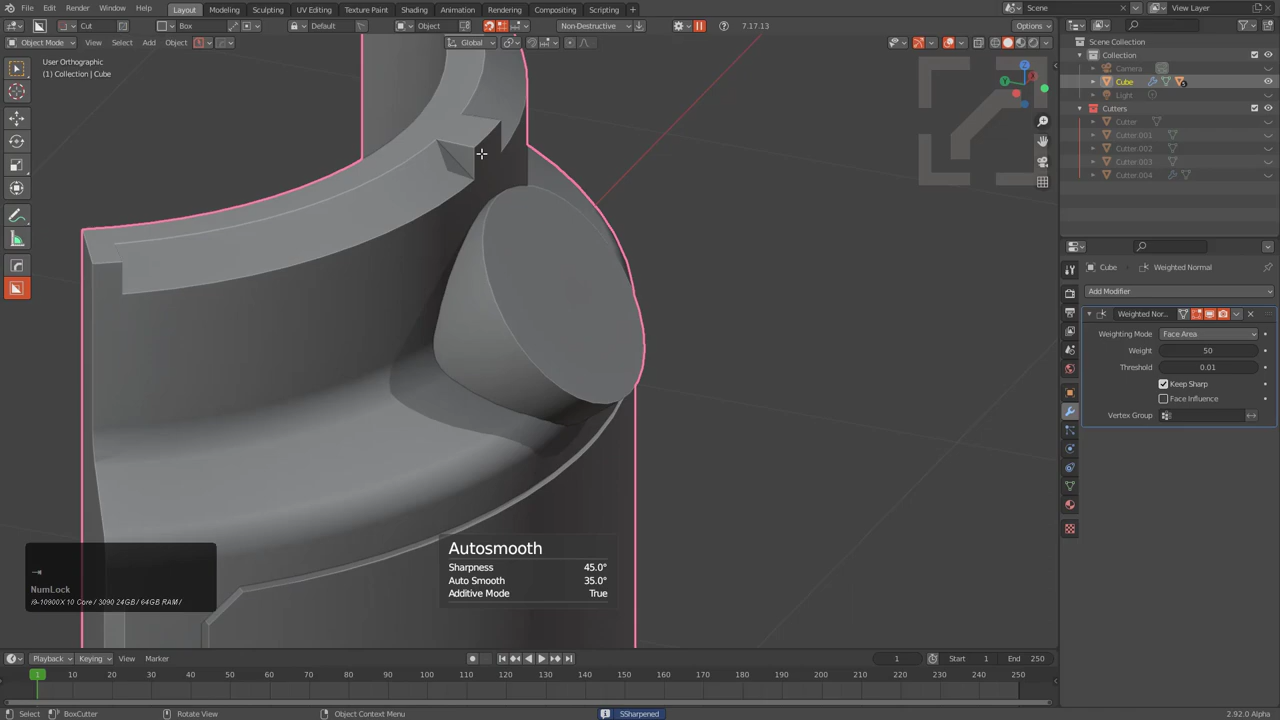 File Edit Render Window Help
Layout Modeling Sculpting UV Editing Texture Paint Shading Animation Rendering Compositing Scripting +
Scene View Layer
Cut Box Default Object Non-Destructive 7.17.13 Options
Object Mode View Select Add Object Global
User Orthographic
(1) Collection | Cube
Scene Collection
Collection
Camera
Cube
Light
Cutters
Cutter
Cutter.001
Cutter.002
Cutter.003
Cutter.004
Cube Weighted Normal
Add Modifier
Weighted Nor...
Weighting Mode Face Area
Weight 50
Threshold 0.01
Keep Sharp
Face Influence
Vertex Group
Autosmooth
Sharpness 45.0°
Auto Smooth 35.0°
Additive Mode True
NumLock
i9-10900X 10 Core / 3090 24GB / 64GB RAM /
Playback Keying View Marker 1 Start 1 End 250
1 10 20 30 40 50 60 70 80 90 100 110 120 130 140 150 160 170 180 190 200 210 220 230 240 250
Select BoxCutter Rotate View Object Context Menu SSharpened 2.92.0 Alpha